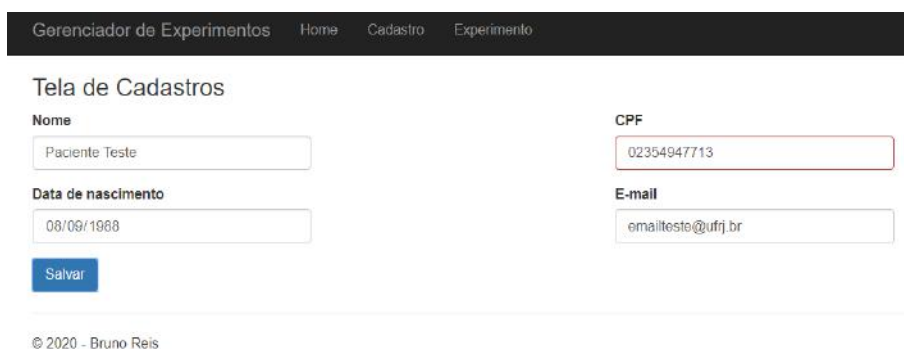 Gerenciador de Experimentos Home Cadastro Experimento
Tela de Cadastros
Nome CPF
Paciente Teste 02354947713
Data de nascimento E-mail
08/09/1988 emailteste@ufrj.br
Salvar
© 2020 - Bruno Reis